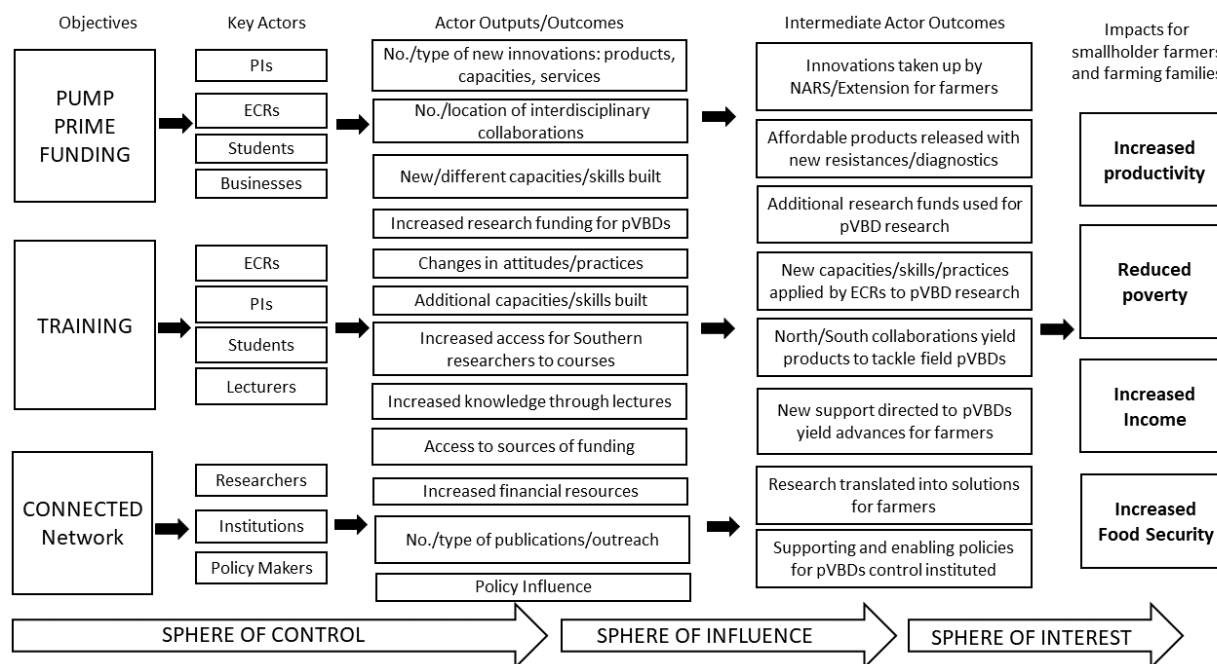 Objectives
Key Actors
Actor Outputs/Outcomes
Intermediate Actor Outcomes
Impacts for
smallholder farmers
and farming families
PUMP
PRIME
FUNDING
PIs
ECRs
Students
Businesses
No./type of new innovations: products,
capacities, services
No./location of interdisciplinary
collaborations
New/different capacities/skills built
Increased research funding for pVBDs
Innovations taken up by
NARS/Extension for farmers
Affordable products released with
new resistances/diagnostics
Additional research funds used for
pVBD research
TRAINING
ECRs
PIs
Students
Lecturers
Changes in attitudes/practices
Additional capacities/skills built
Increased access for Southern
researchers to courses
Increased knowledge through lectures
New capacities/skills/practices
applied by ECRs to pVBD research
North/South collaborations yield
products to tackle field pVBDs
New support directed to pVBDs
yield advances for farmers
CONNECTED
Network
Researchers
Institutions
Policy Makers
Access to sources of funding
Increased financial resources
No./type of publications/outreach
Policy Influence
Research translated into solutions
for farmers
Supporting and enabling policies
for pVBDs control instituted
Increased
productivity
Reduced
poverty
Increased
Income
Increased
Food Security
SPHERE OF CONTROL
SPHERE OF INFLUENCE
SPHERE OF INTEREST